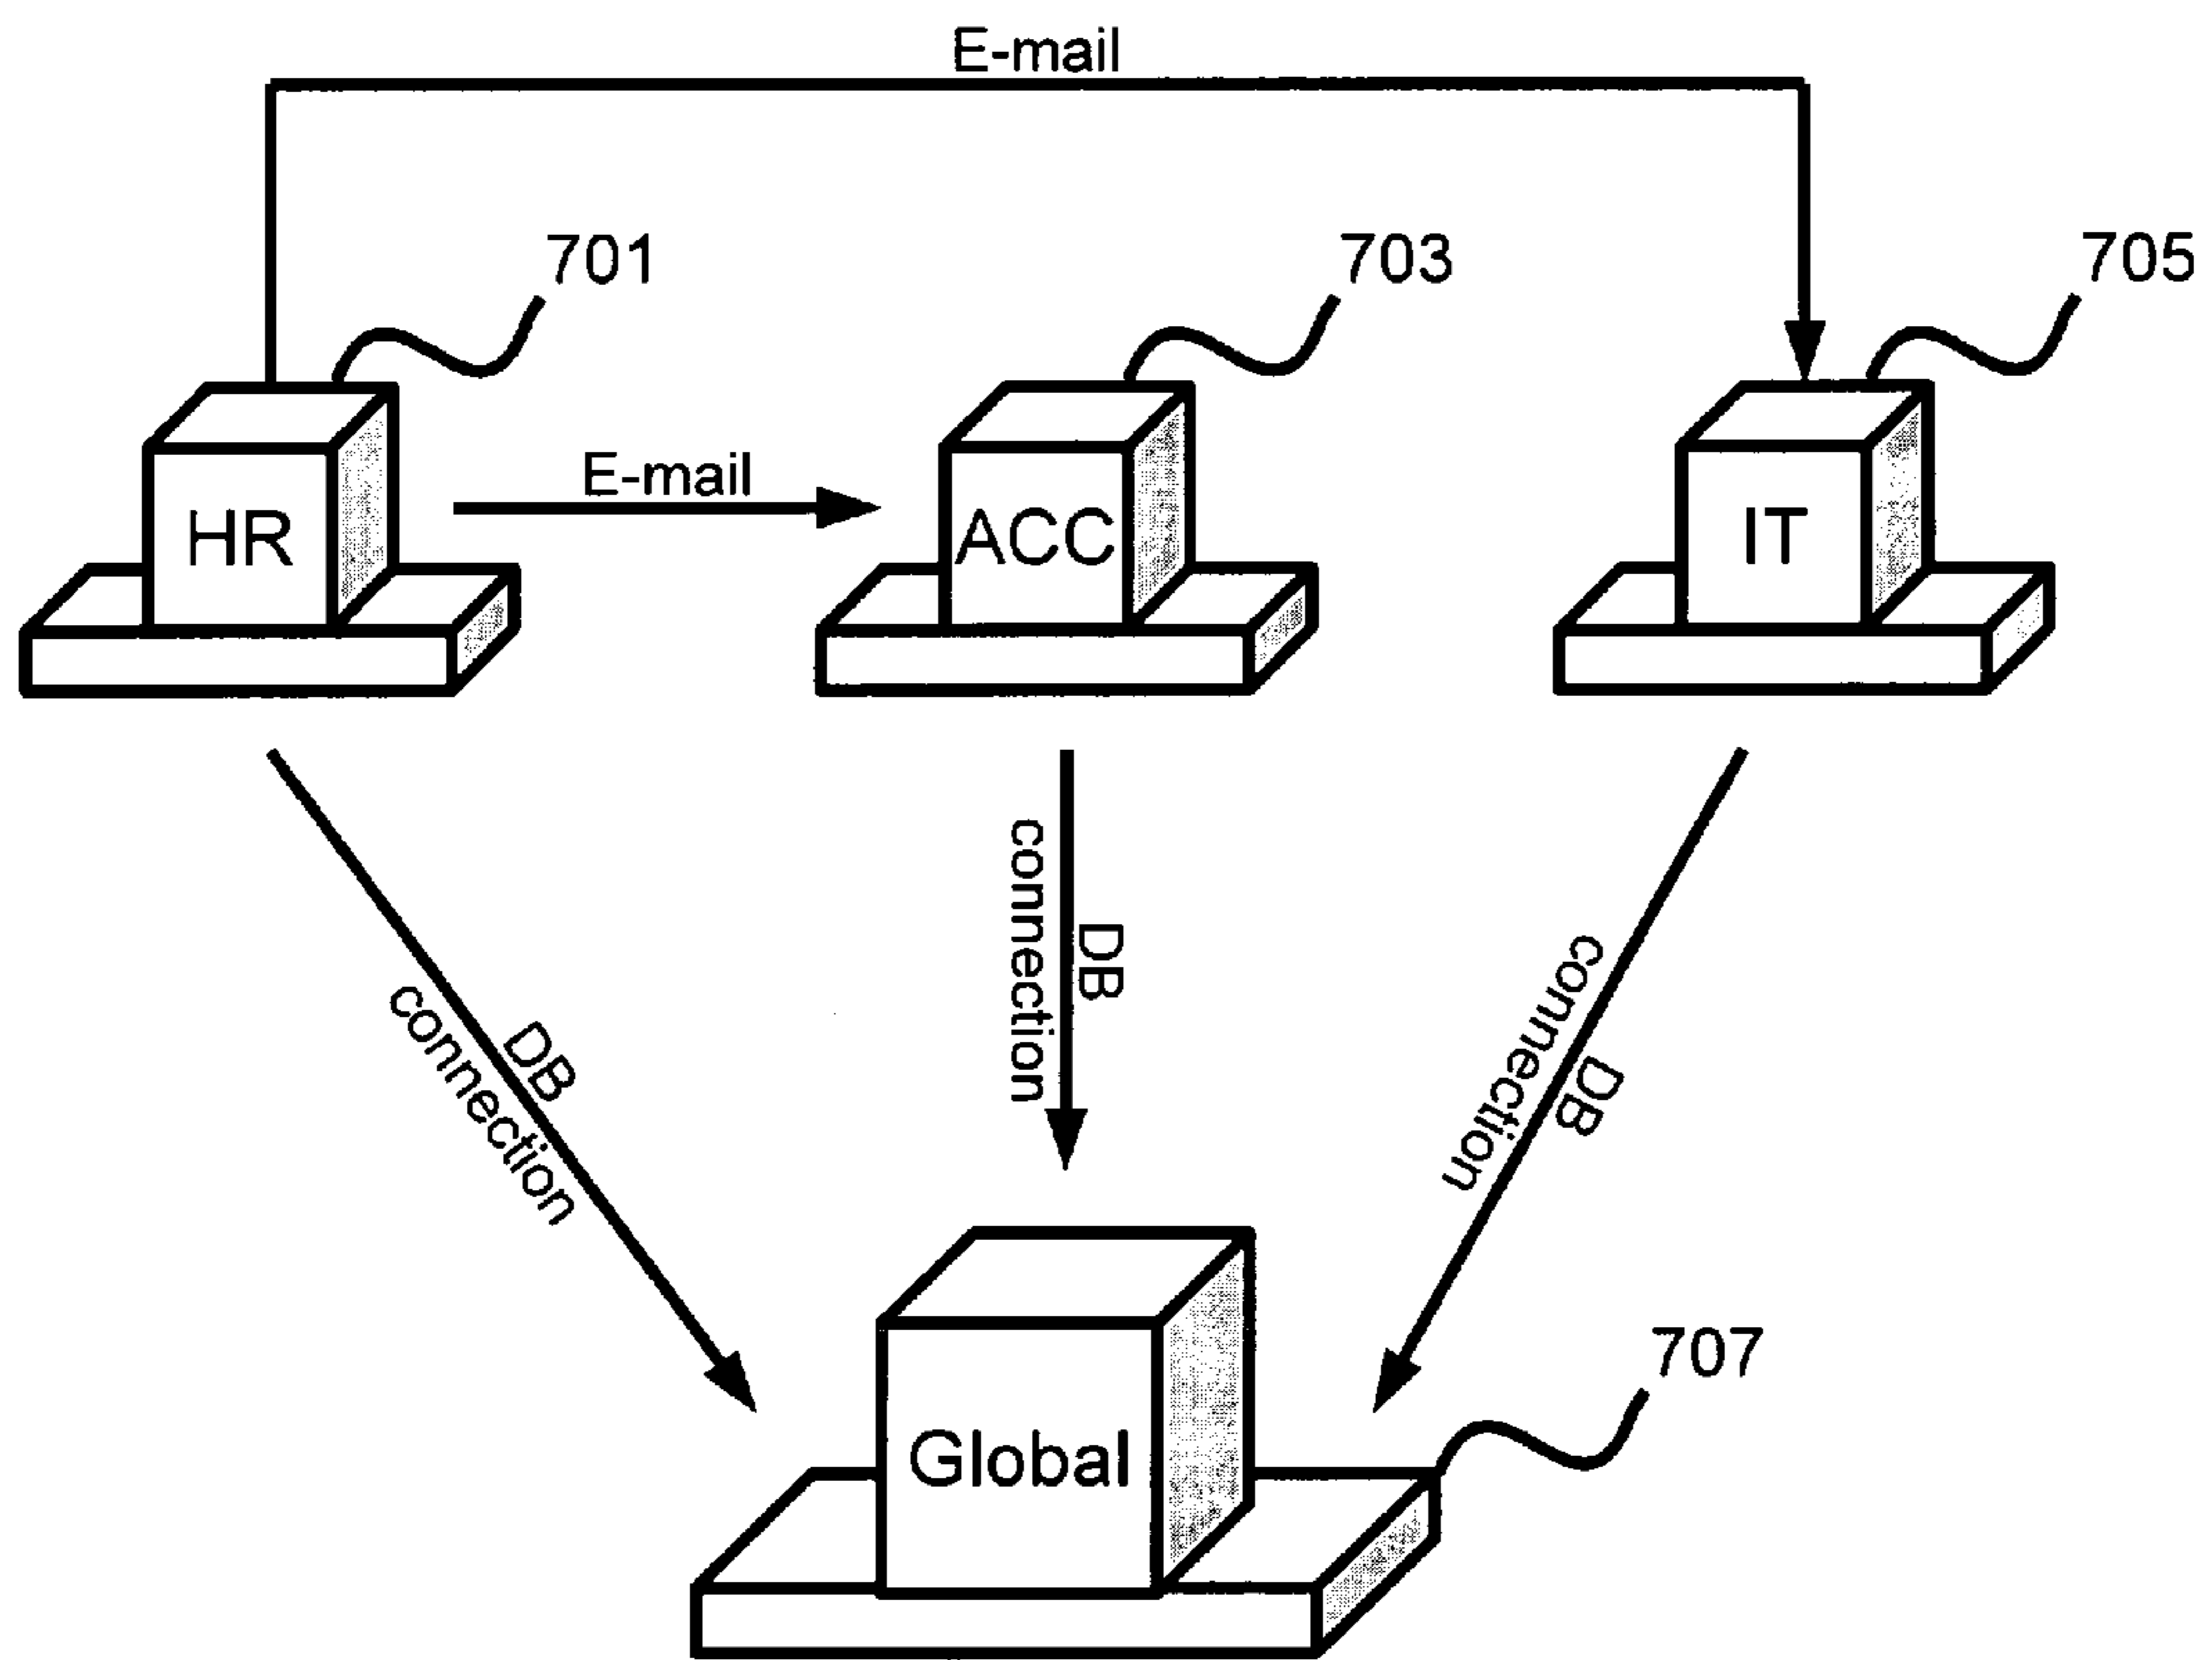 E-mail
701
703
705
E-mail
HR
ACC
IT
DB
connection
DB
connection
DB
connection
707
Global